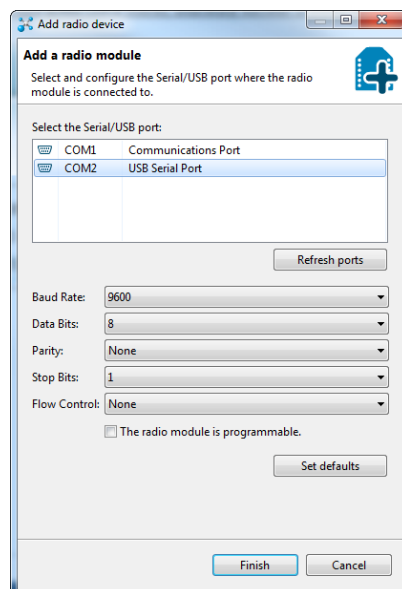 Add radio device
Add a radio module
Select and configure the Serial/USB port where the radio
module is connected to.
Select the Serial/USB port:
COM1 Communications Port
COM2 USB Serial Port
Refresh ports
Baud Rate: 9600
Data Bits: 8
Parity: None
Stop Bits: 1
Flow Control: None
The radio module is programmable.
Set defaults
Finish Cancel